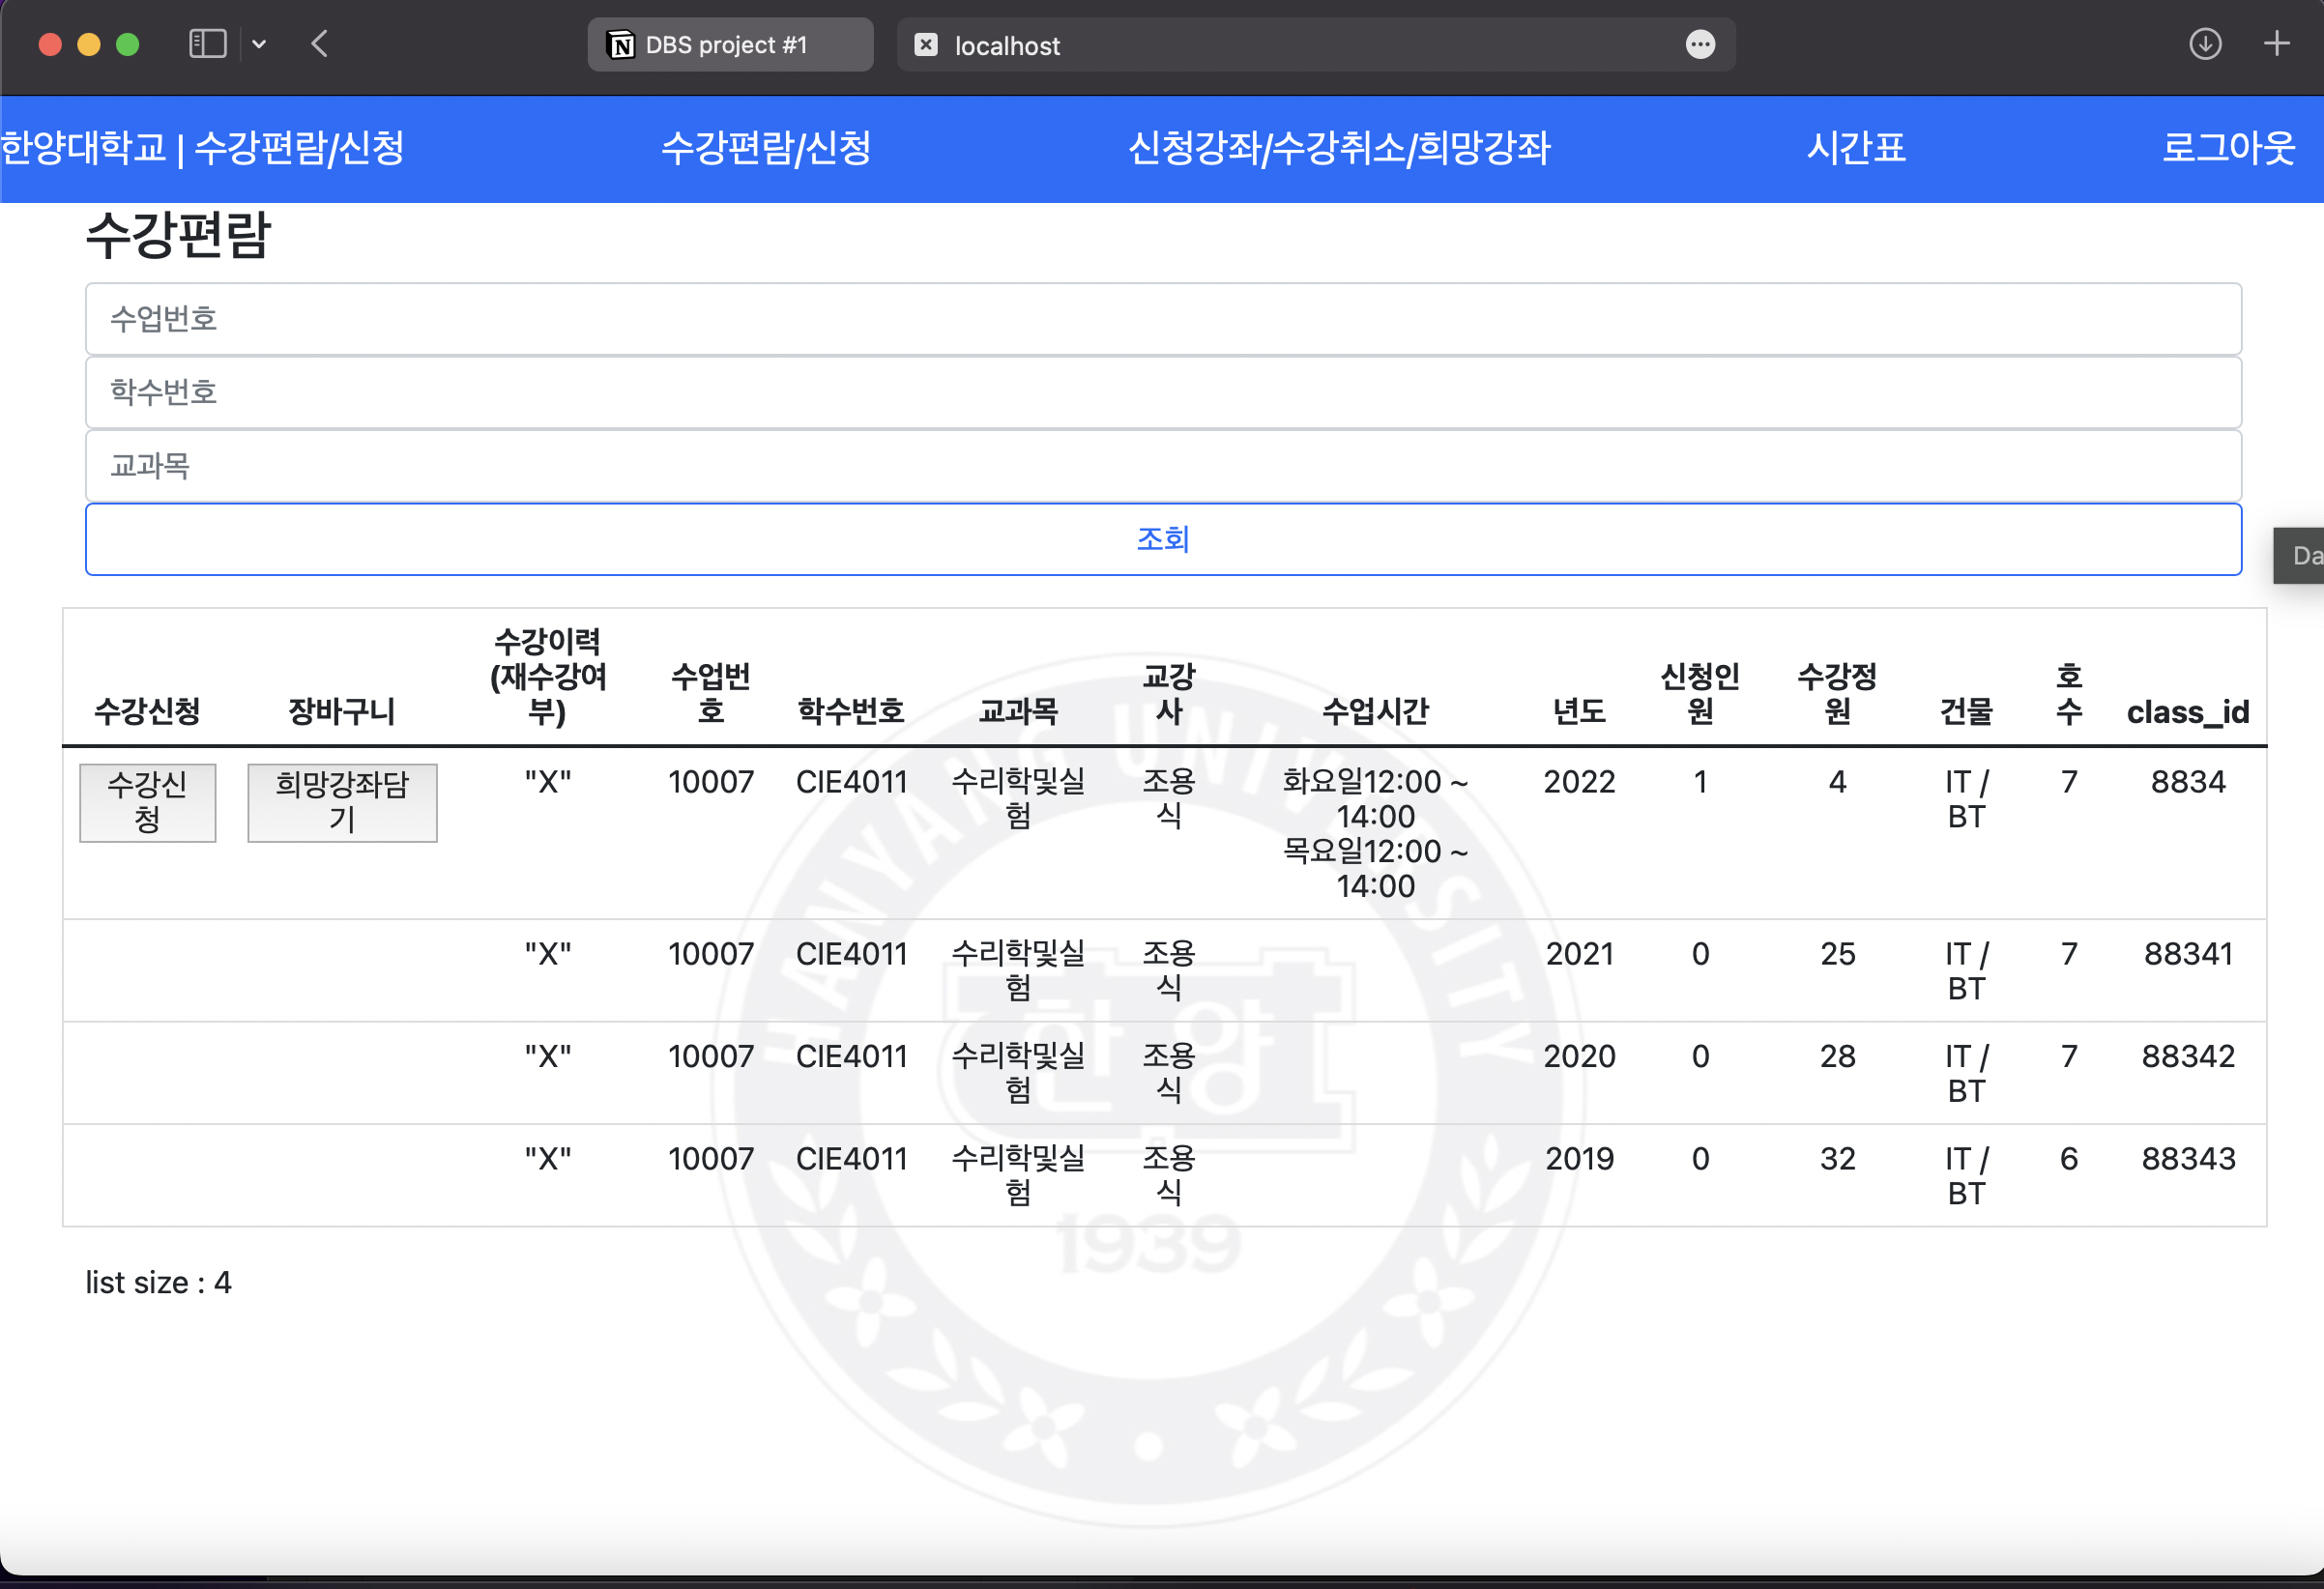 DBS project #1
localhost
한양대학교 | 수강편람/신청 수강편람/신청 신청강좌/수강취소/희망강좌 시간표 로그아웃
수강편람
수업번호
학수번호
교과목
조회
Da
수강신청 장바구니 수강이력(재수강여부) 수업번호 학수번호 교과목 교강사 수업시간 년도 신청인원 수강정원 건물 호수 class_id
수강신청 희망강좌담기 "X" 10007 CIE4011 수리학및실험 조용식 화요일12:00 ~ 14:00 목요일12:00 ~ 14:00 2022 1 4 IT / BT 7 8834
"X" 10007 CIE4011 수리학및실험 조용식 2021 0 25 IT / BT 7 88341
"X" 10007 CIE4011 수리학및실험 조용식 2020 0 28 IT / BT 7 88342
"X" 10007 CIE4011 수리학및실험 조용식 2019 0 32 IT / BT 6 88343
list size : 4
HANYANG UNIVERSITY
한양
1939